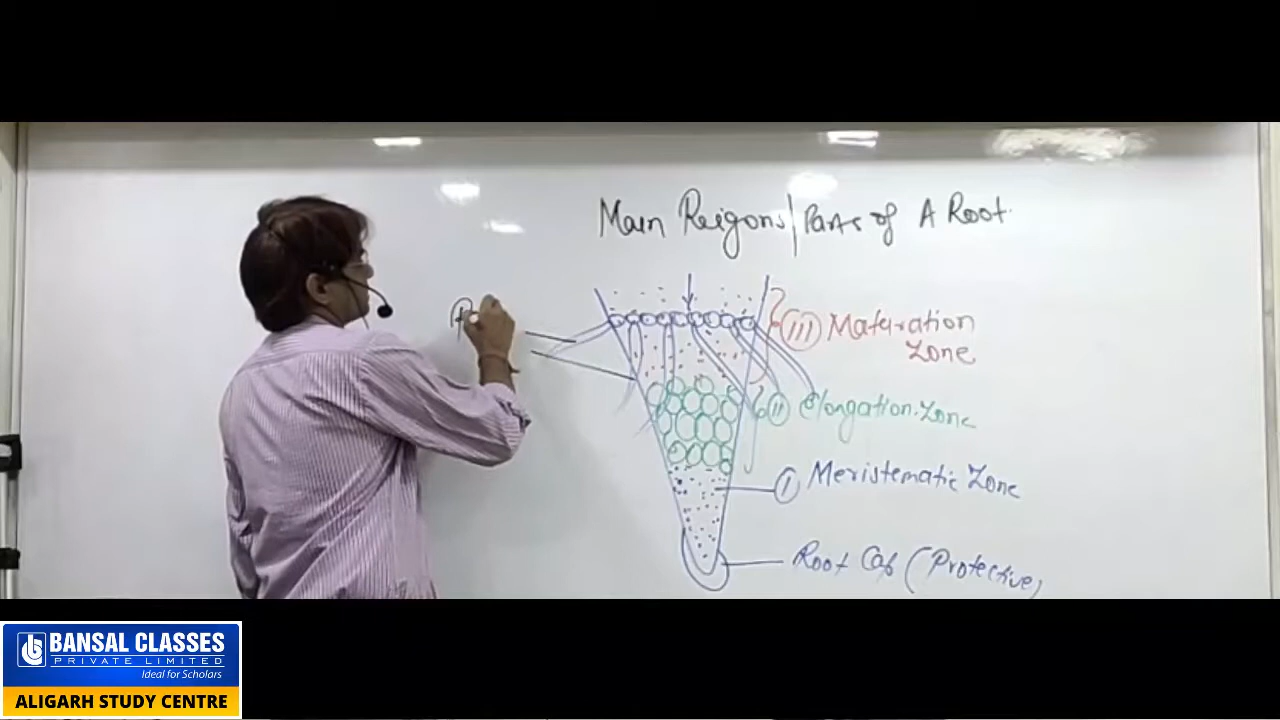 Main Reigons/Parts of A Root.
III Maturation
Zone
II Elongation Zone
I Meristematic Zone
Root Cap (Protective)
BANSAL CLASSES
PRIVATE LIMITED
Ideal for Scholars
ALIGARH STUDY CENTRE